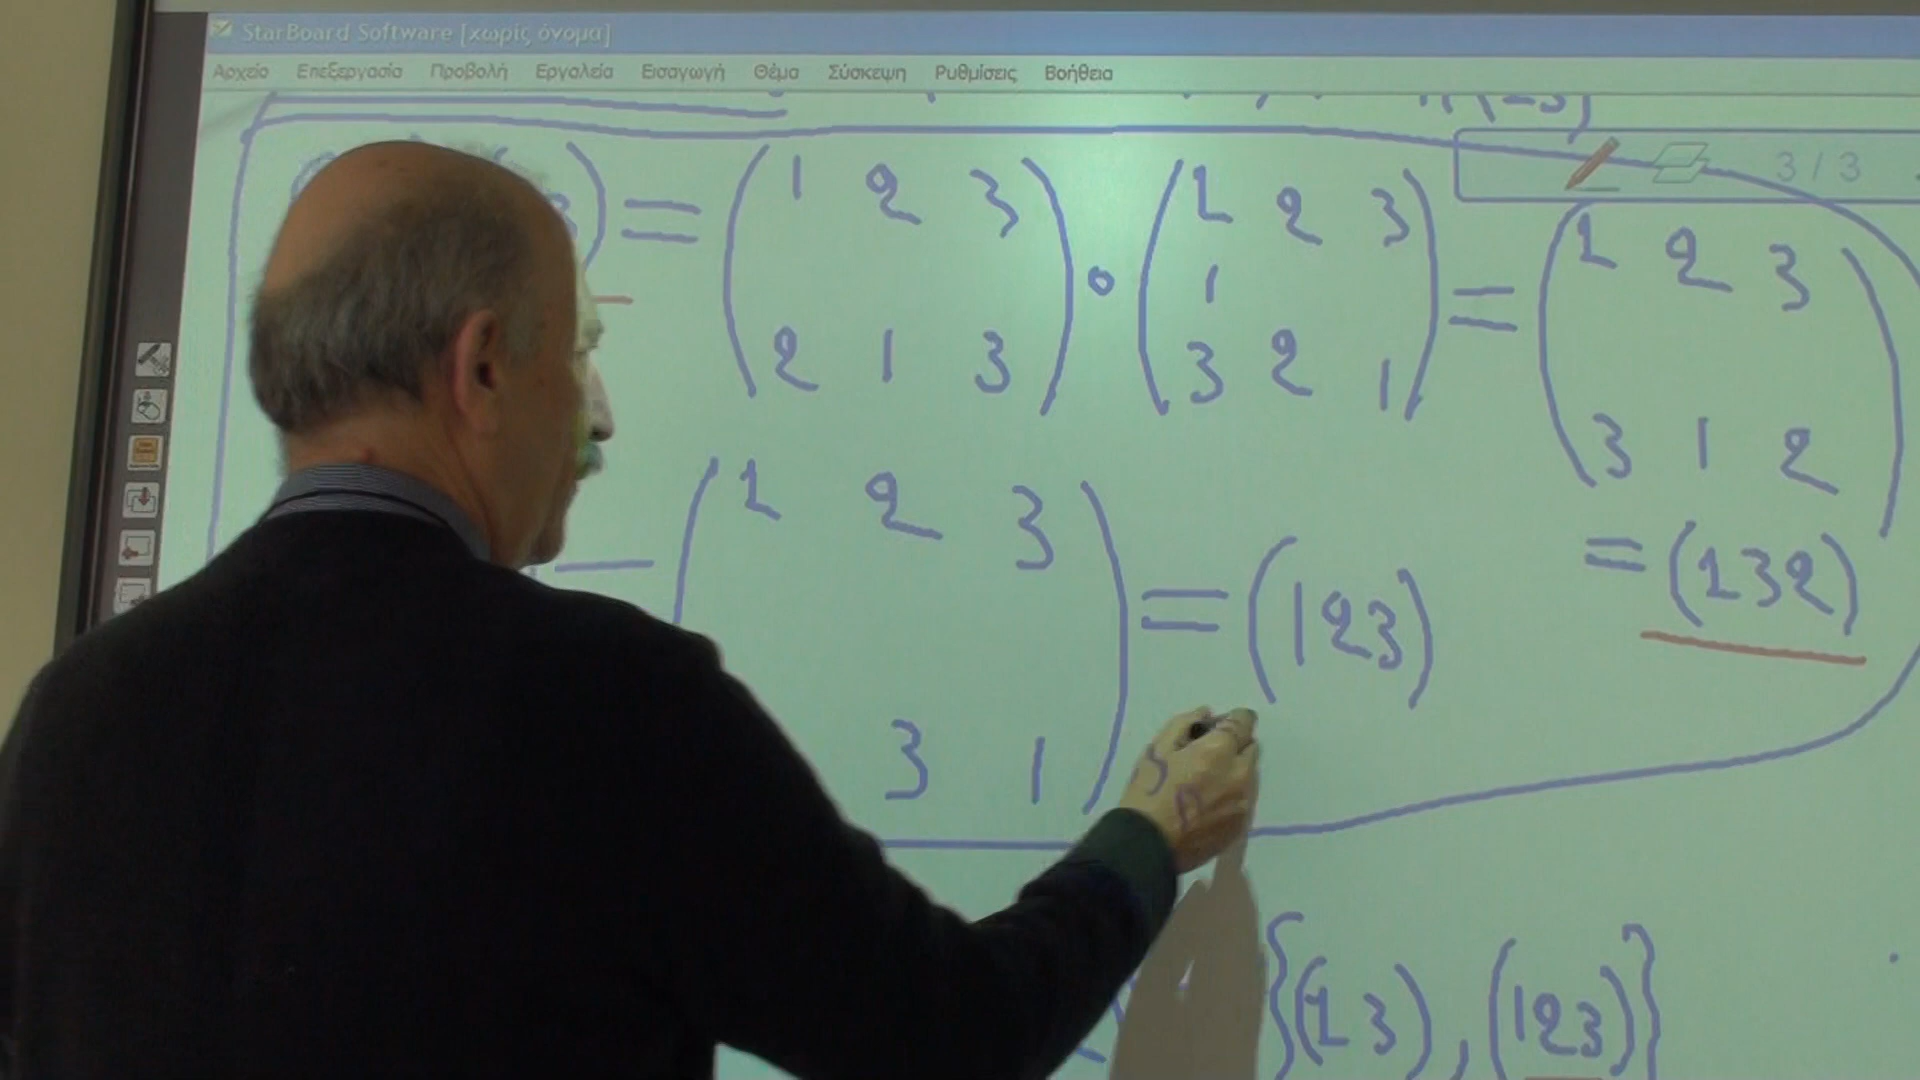 StarBoard Software [χωρίς όνομα]
Αρχείο Επεξεργασία Προβολή Εργαλεία Εισαγωγή Θέμα Σύσκεψη Ρυθμίσεις Βοήθεια
3 / 3
3) = ( 1 2 3 ) ∘ ( 1 2 3 ) = ( 1 2 3 )
1
2 1 3 3 2 1 3 1 2
= (132)
( 1 2 3 ) = (123)
3 1
{(13), (123)}